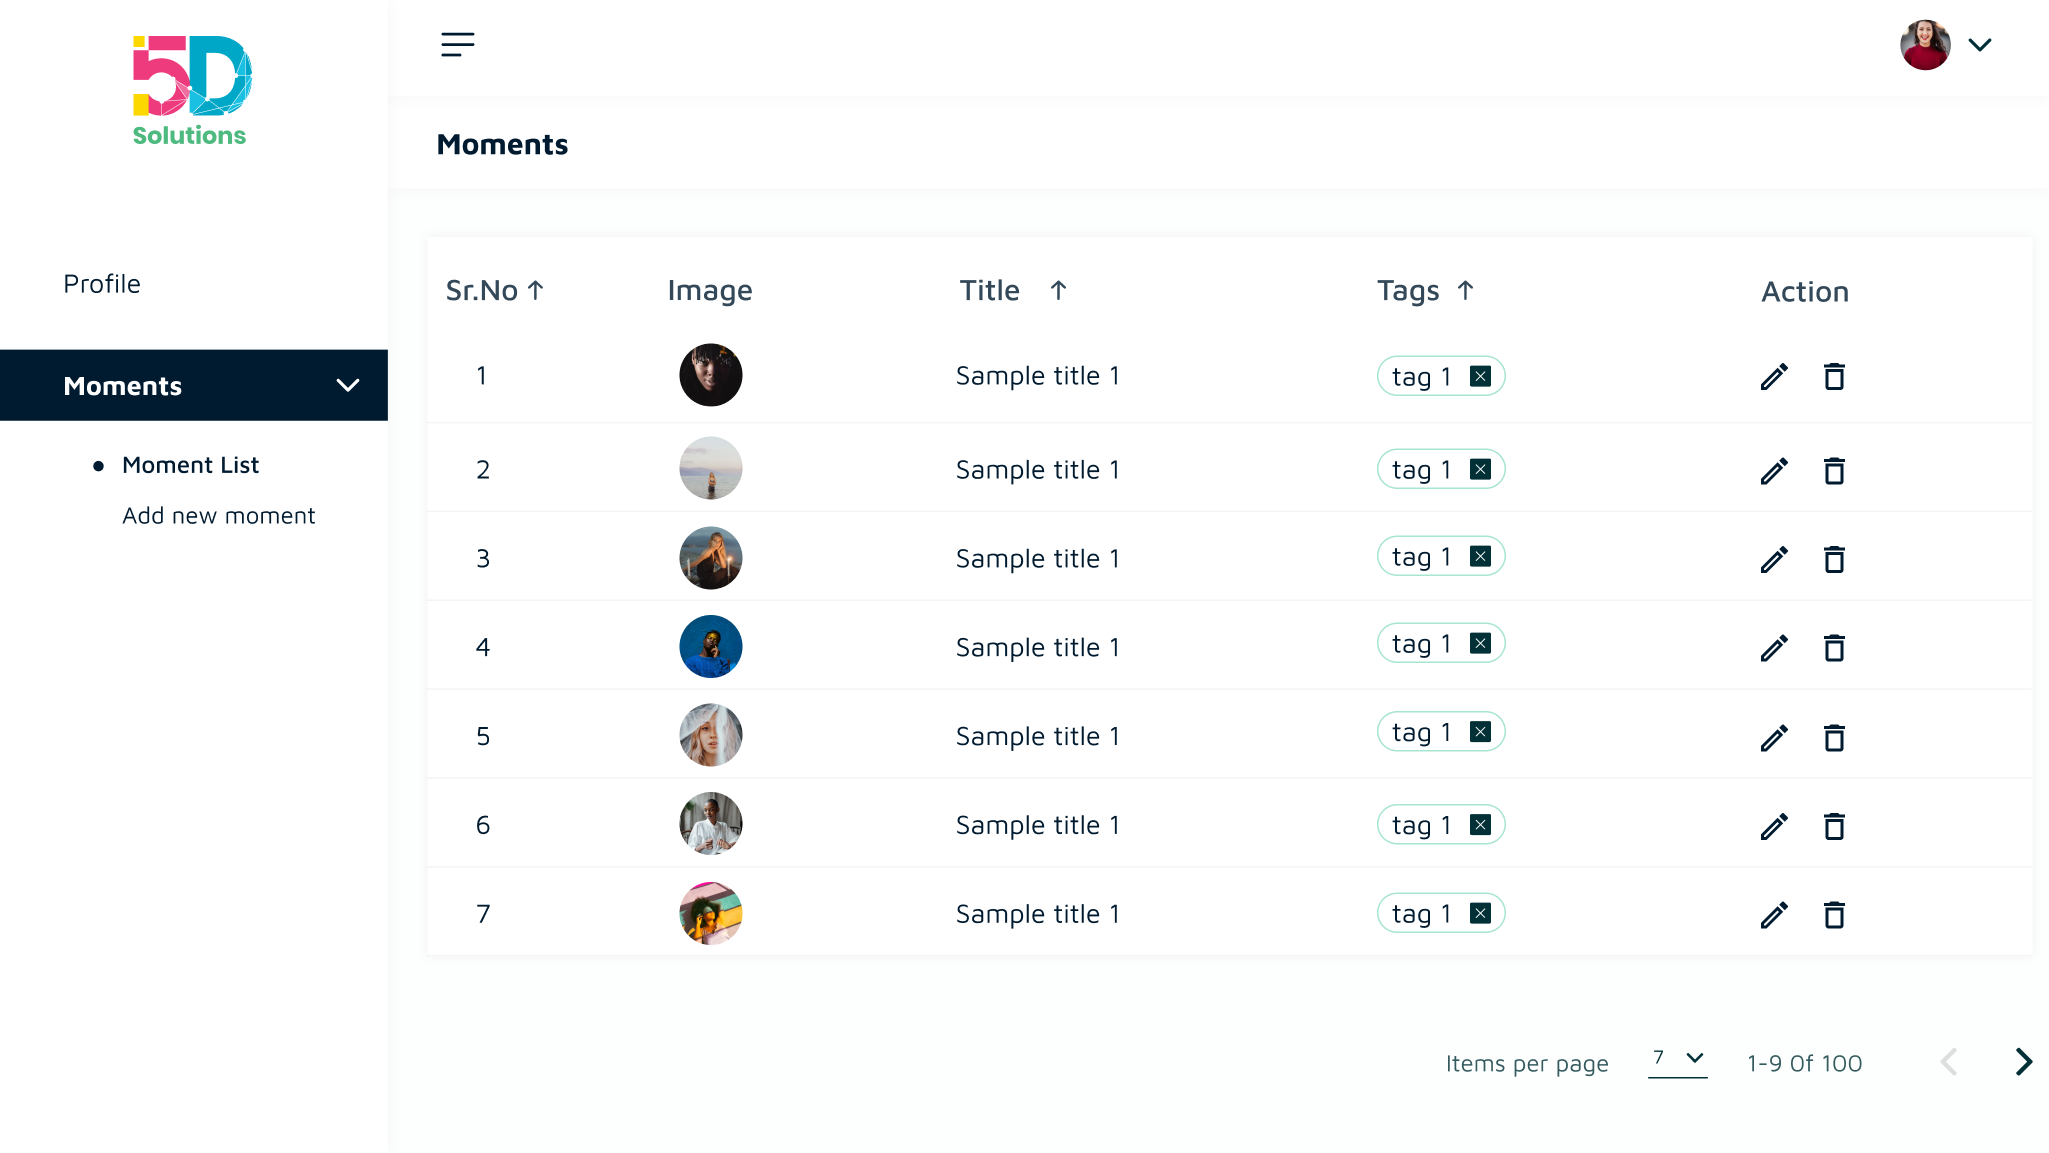 5D
Solutions
Moments
Profile
Moments
Moment List
Add new moment
Sr.No Image Title Tags Action
1 Sample title 1 tag 1
2 Sample title 1 tag 1
3 Sample title 1 tag 1
4 Sample title 1 tag 1
5 Sample title 1 tag 1
6 Sample title 1 tag 1
7 Sample title 1 tag 1
Items per page 7 1-9 0f 100